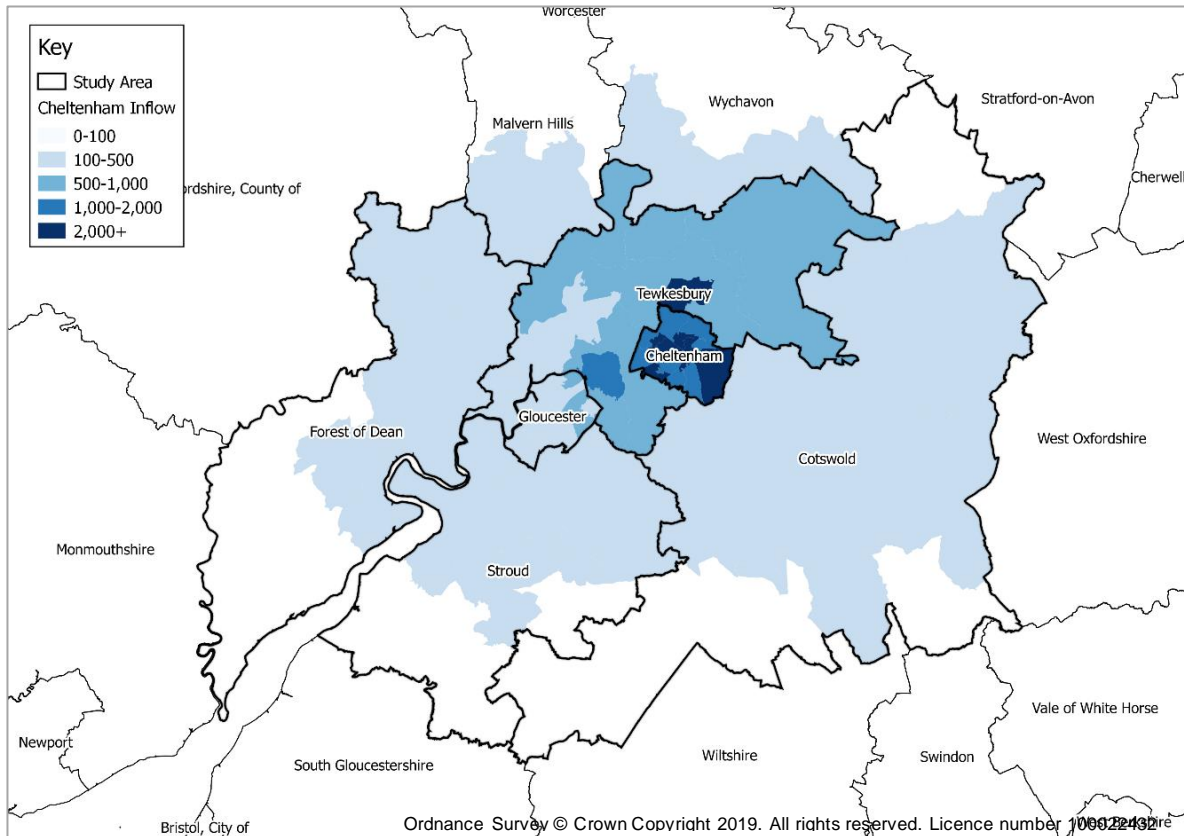 Worcester
Key
Study Area
Cheltenham Inflow
0-100
100-500
500-1,000
1,000-2,000
2,000+
Wychavon
Stratford-on-Avon
Malvern Hills
Cherwell
ordshire, County of
Tewkesbury
Cheltenham
Gloucester
Forest of Dean
Cotswold
West Oxfordshire
Monmouthshire
Stroud
Vale of White Horse
Newport
Wiltshire
Swindon
South Gloucestershire
Bristol, City of
Ordnance Survey © Crown Copyright 2019. All rights reserved. Licence number 100022432